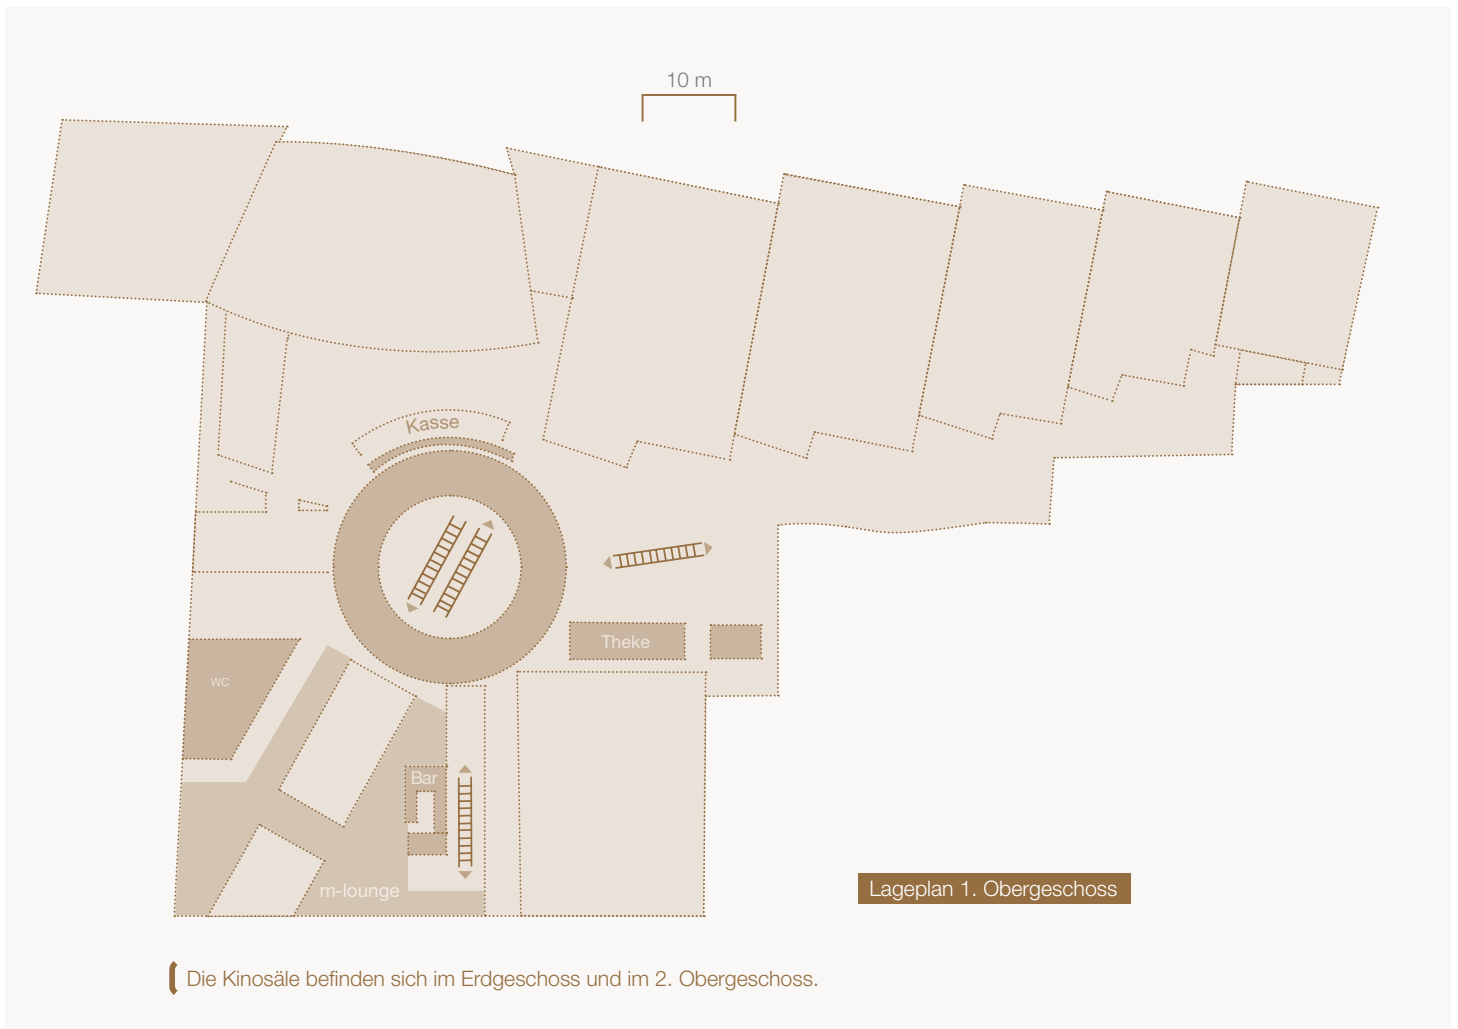 10 m
Kasse
Theke
WC
Bar
m-lounge
Lageplan 1. Obergeschoss
Die Kinosäle befinden sich im Erdgeschoss und im 2. Obergeschoss.